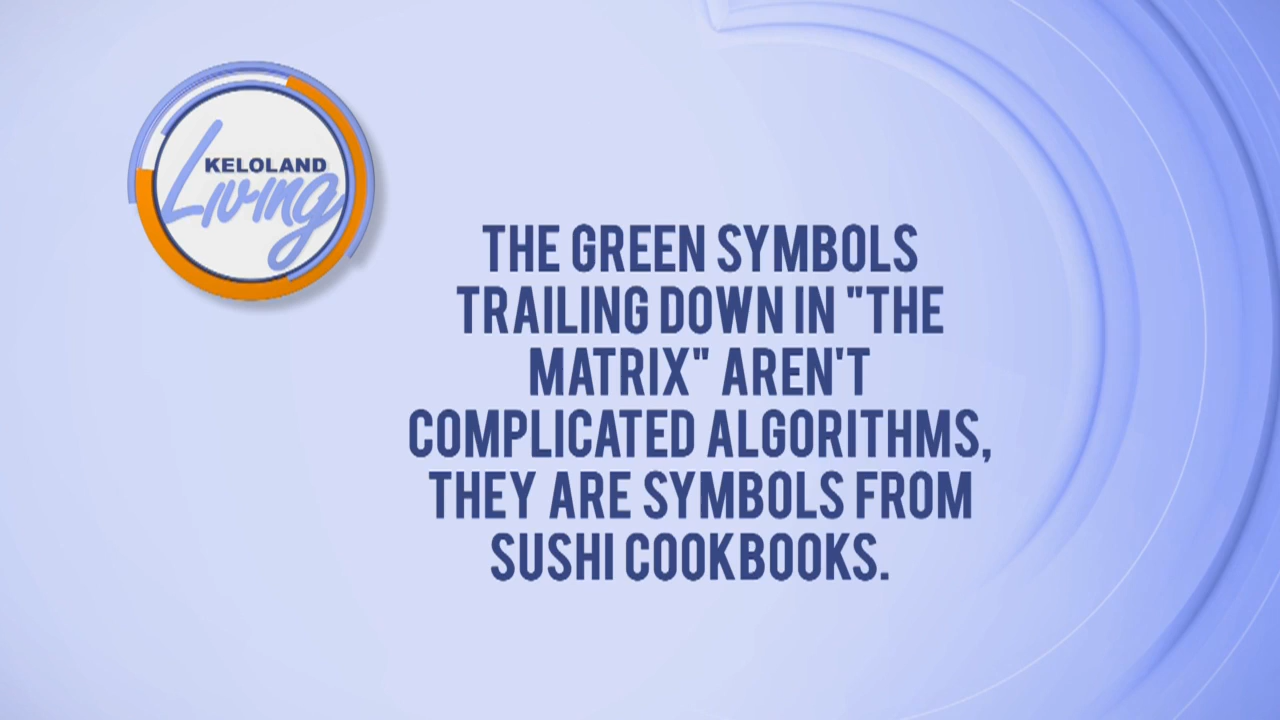 KELOLAND
Living
THE GREEN SYMBOLS
TRAILING DOWN IN "THE
MATRIX" AREN'T
COMPLICATED ALGORITHMS,
THEY ARE SYMBOLS FROM
SUSHI COOKBOOKS.